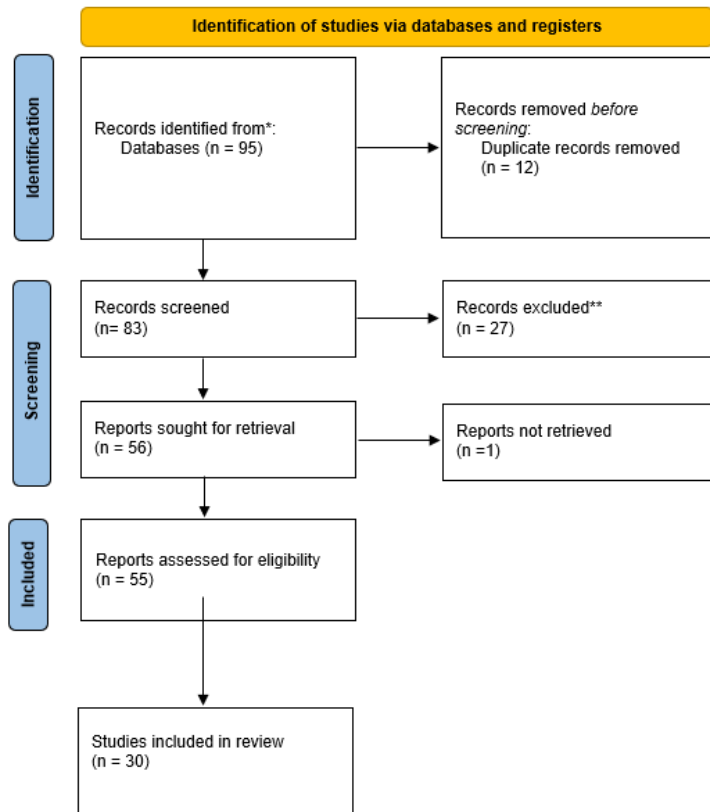 Identification of studies via databases and registers
Identification
Records identified from*:
Databases (n = 95)
Records removed before
screening:
Duplicate records removed
(n = 12)
Screening
Records screened
(n= 83)
Records excluded**
(n = 27)
Reports sought for retrieval
(n = 56)
Reports not retrieved
(n =1)
Included
Reports assessed for eligibility
(n = 55)
Studies included in review
(n = 30)